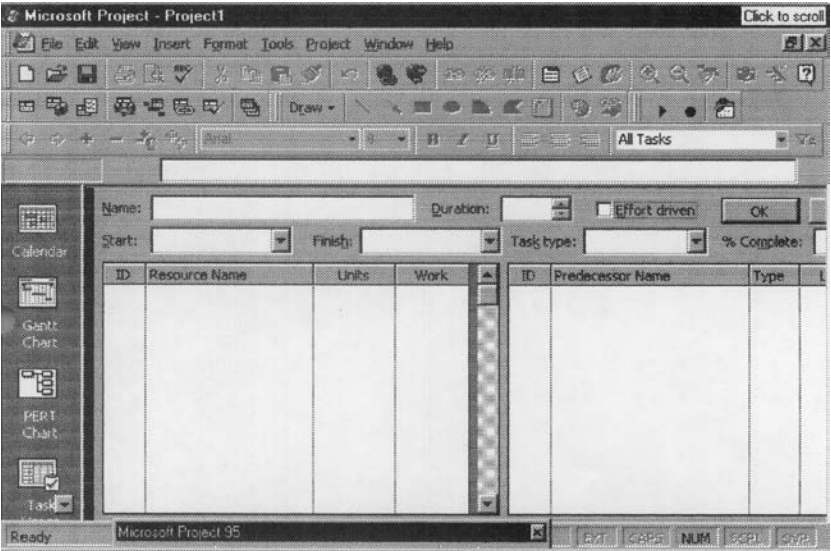 Microsoft Project - Project1
Click to scroll
File Edit View Insert Format Tools Project Window Help
Draw
Arial 8 B I U All Tasks
Name: Duration: Effort driven OK
Start: Finish: Task type: % Complete:
ID Resource Name Units Work ID Predecessor Name Type L
Calendar
Gantt
Chart
PERT
Chart
Task
Ready Microsoft Project 95 EXT CAPS NUM SCRL OVR